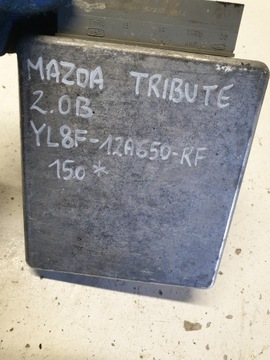 MAZDA TRIBUTE
2.0B
YL8F-12A650-RF
150*